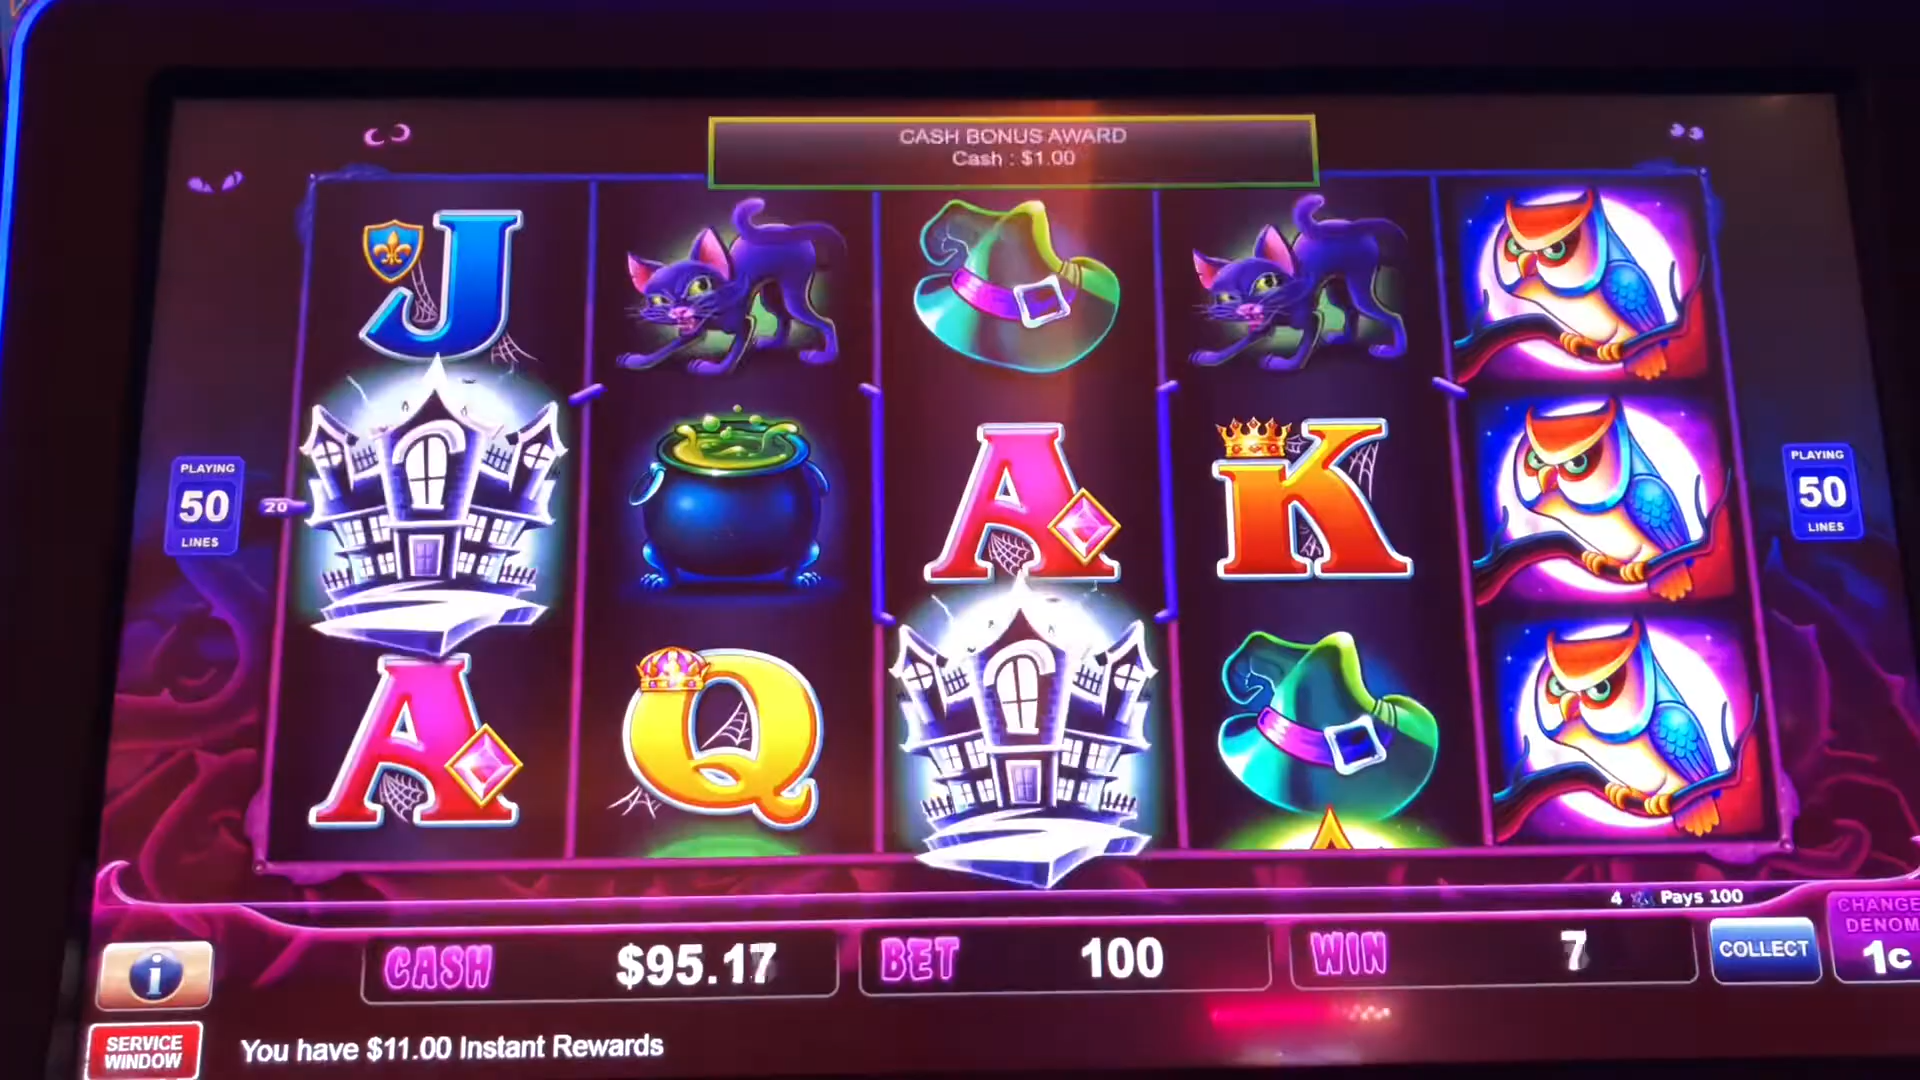 CASH BONUS AWARD
Cash : $1.00
J
PLAYING
50
LINES
20
A
K
PLAYING
50
LINES
A
Q
4 Pays 100
CASH $95.17
BET 100
WIN 7
COLLECT
CHANGE
DENOM
1c
i
SERVICE
WINDOW
You have $11.00 Instant Rewards